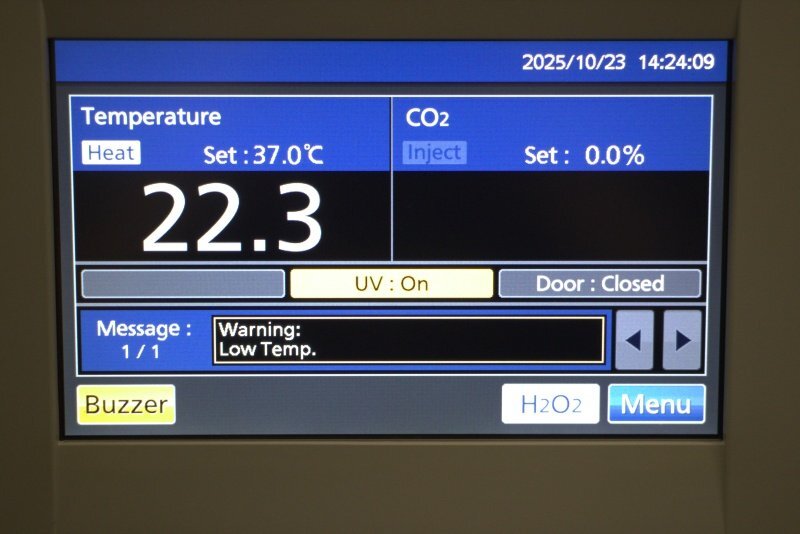 2025/10/23 14:24:09
Temperature
Heat Set : 37.0℃
22.3
CO2
Inject Set : 0.0%
UV : On Door : Closed
Message :
1 / 1
Warning:
Low Temp.
Buzzer H2O2 Menu